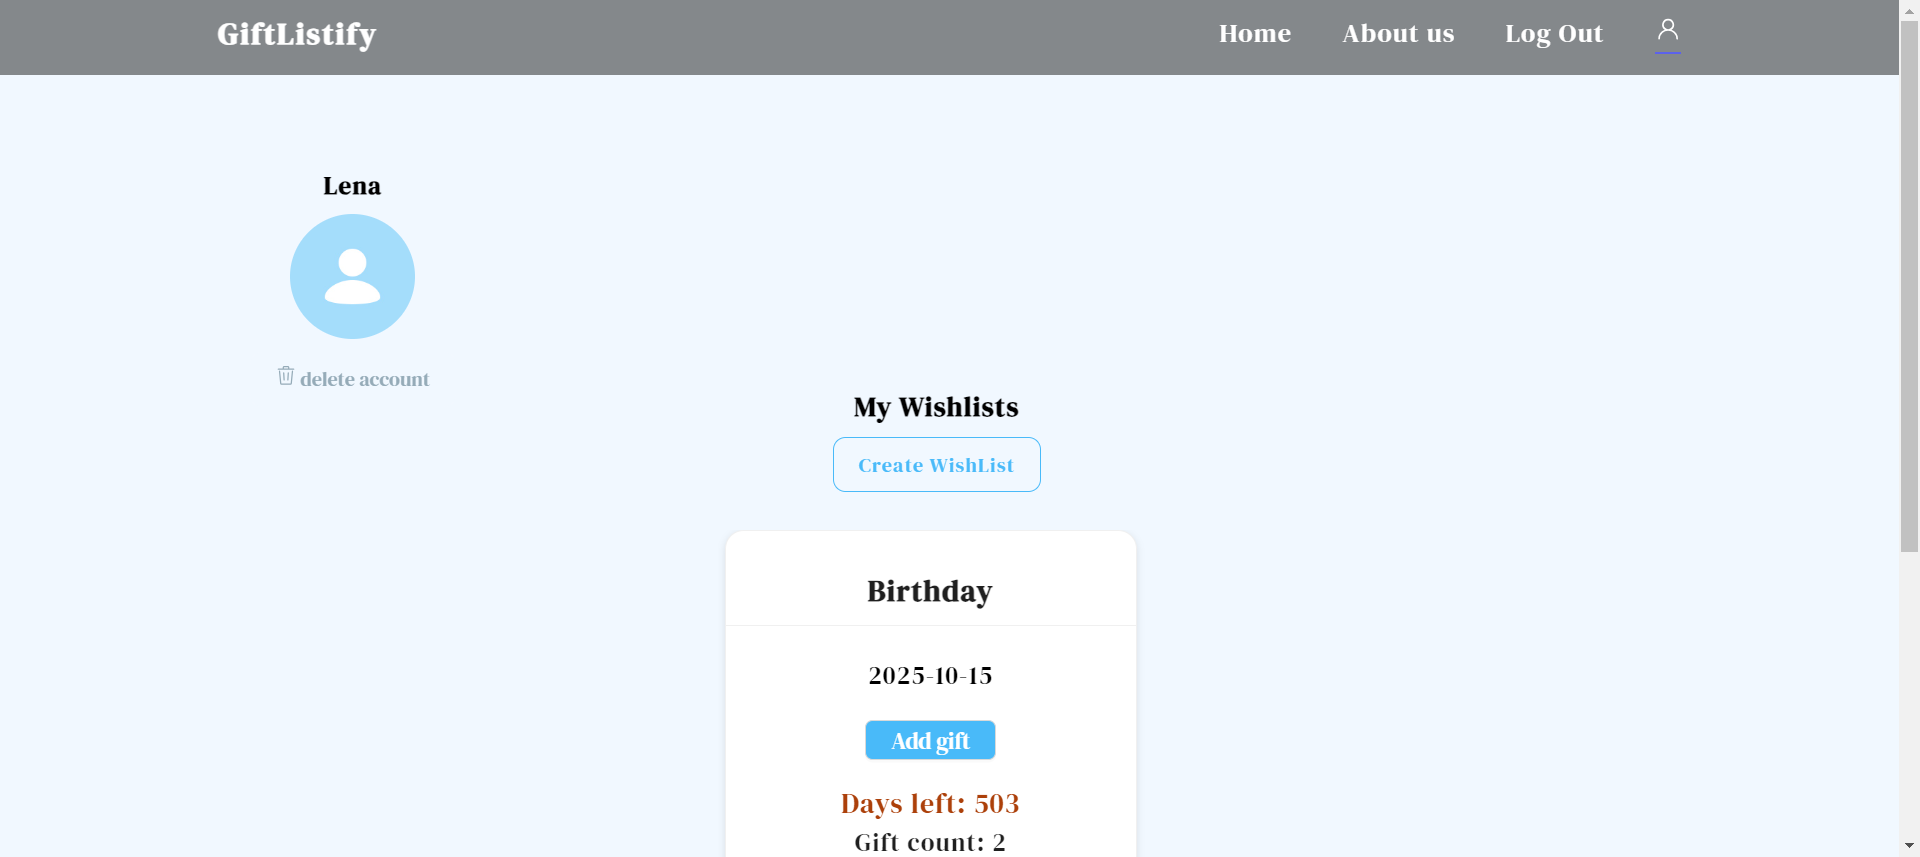 GiftListify Home About us Log Out
Lena
delete account
My Wishlists
Create WishList
Birthday
2025-10-15
Add gift
Days left: 503
Gift count: 2